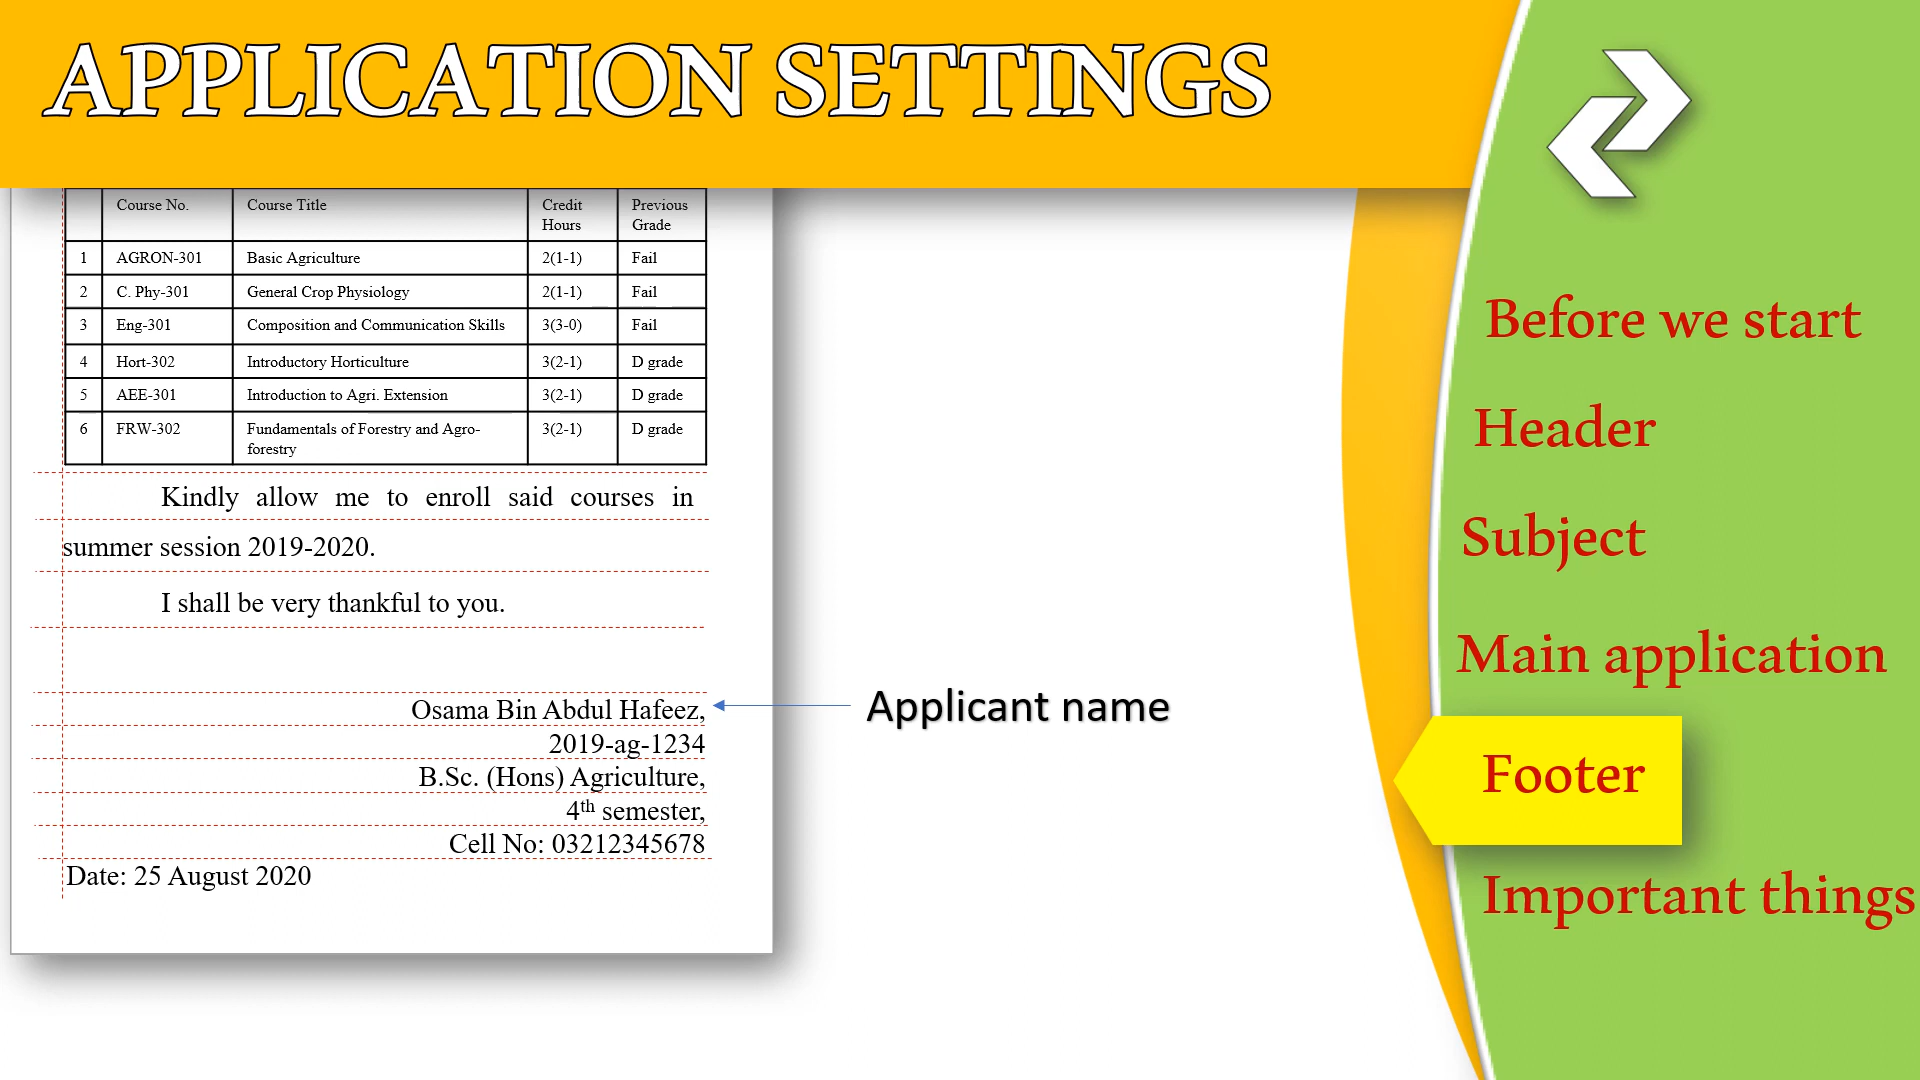 APPLICATION SETTINGS
Course No. Course Title Credit Hours Previous Grade
1 AGRON-301 Basic Agriculture 2(1-1) Fail
2 C. Phy-301 General Crop Physiology 2(1-1) Fail
3 Eng-301 Composition and Communication Skills 3(3-0) Fail
4 Hort-302 Introductory Horticulture 3(2-1) D grade
5 AEE-301 Introduction to Agri. Extension 3(2-1) D grade
6 FRW-302 Fundamentals of Forestry and Agro-forestry 3(2-1) D grade
Kindly allow me to enroll said courses in
summer session 2019-2020.
I shall be very thankful to you.
Osama Bin Abdul Hafeez,
2019-ag-1234
B.Sc. (Hons) Agriculture,
4th semester,
Cell No: 03212345678
Date: 25 August 2020
Applicant name
Before we start
Header
Subject
Main application
Footer
Important things